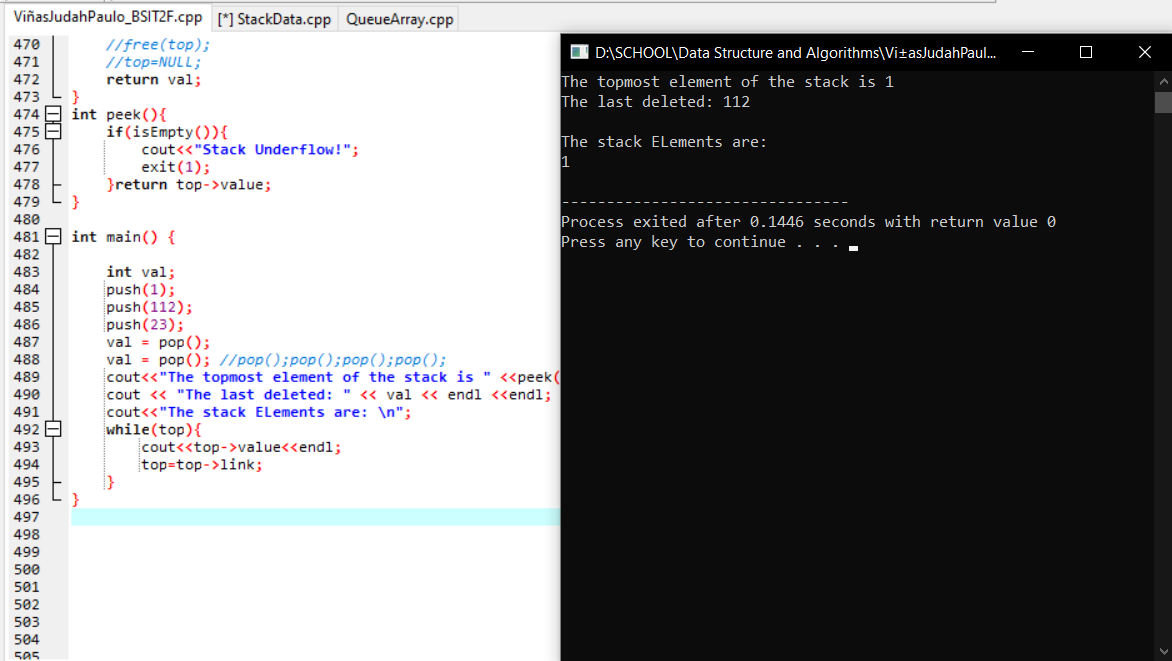 ViñasJudahPaulo_BSIT2F.cpp [*] StackData.cpp QueueArray.cpp
470 //free(top);
471 //top=NULL;
472 return val;
473 }
474 int peek(){
475 if(isEmpty()){
476 cout<<"Stack Underflow!";
477 exit(1);
478 }return top->value;
479 }
480
481 int main() {
482
483 int val;
484 push(1);
485 push(112);
486 push(23);
487 val = pop();
488 val = pop(); //pop();pop();pop();pop();
489 cout<<"The topmost element of the stack is " <<peek(
490 cout << "The last deleted: " << val << endl <<endl;
491 cout<<"The stack ELements are: \n";
492 while(top){
493 cout<<top->value<<endl;
494 top=top->link;
495 }
496 }
497
498
499
500
501
502
503
504
505
D:\SCHOOL\Data Structure and Algorithms\Vi±asJudahPaul...
The topmost element of the stack is 1
The last deleted: 112
The stack ELements are:
1
--------------------------------
Process exited after 0.1446 seconds with return value 0
Press any key to continue . . .